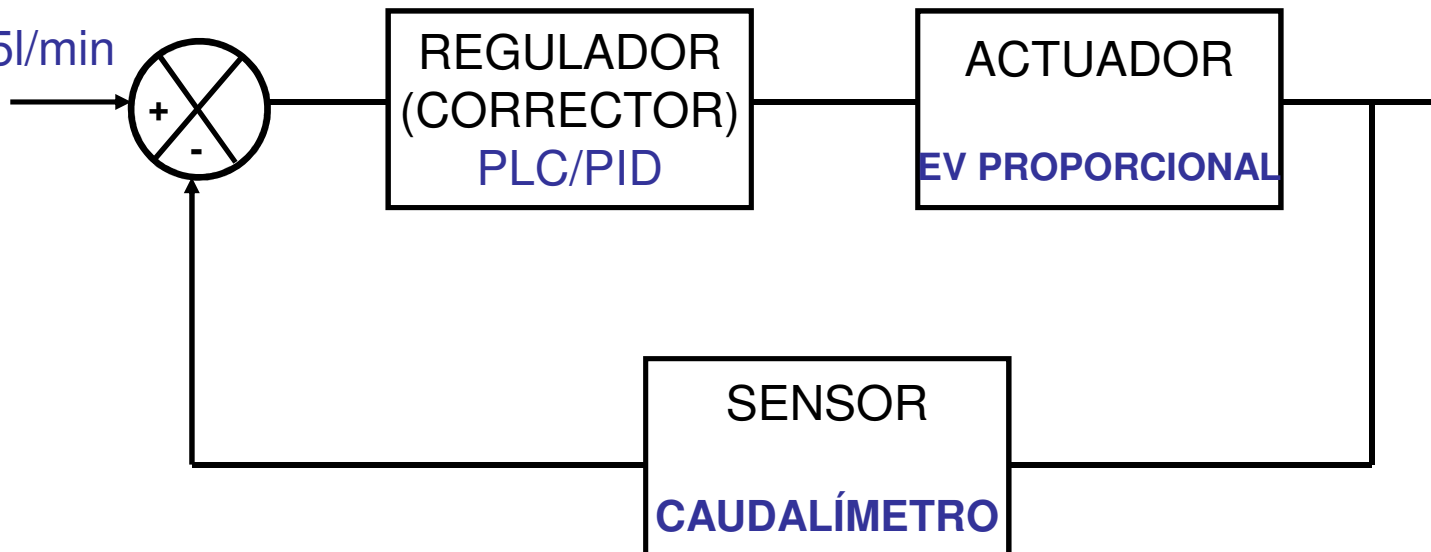 5l/min
+
-
REGULADOR
(CORRECTOR)
PLC/PID
ACTUADOR
EV PROPORCIONAL
SENSOR
CAUDALÍMETRO